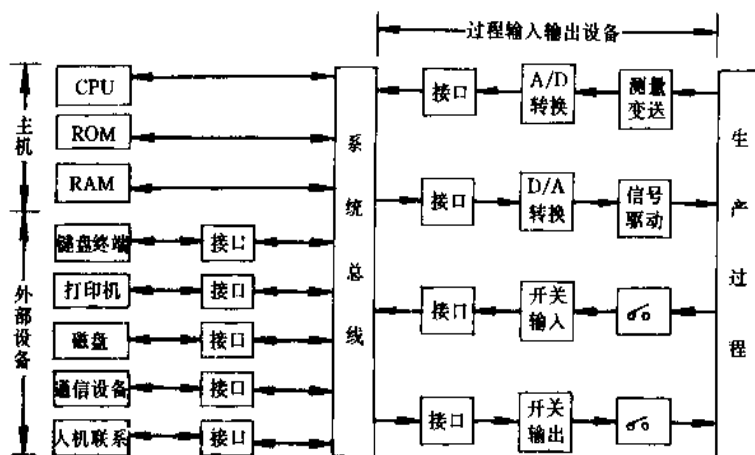 过程输入输出设备
主机
CPU
ROM
RAM
外部设备
键盘终端
接口
打印机
接口
磁盘
接口
通信设备
接口
人机联系
接口
系统总线
接口
A/D
转换
测量
变送
接口
D/A
转换
信号
驱动
接口
开关
输入
接口
开关
输出
生产过程